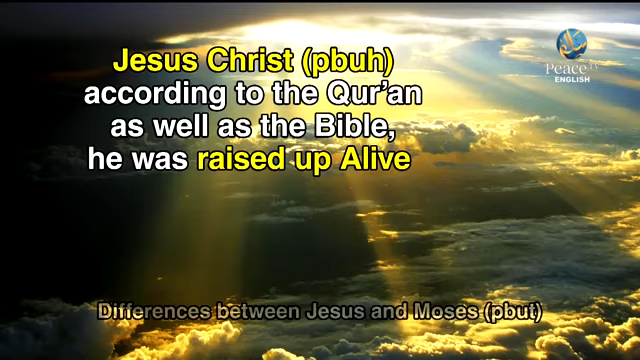 Jesus Christ (pbuh)
according to the Qur'an
as well as the Bible,
he was raised up Alive
Peace TV
ENGLISH
Differences between Jesus and Moses (pbut)